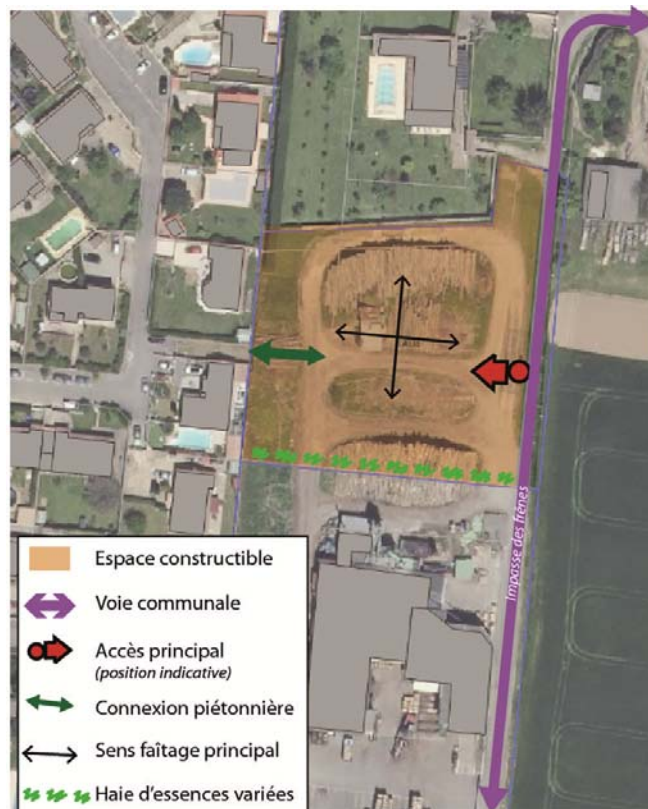 Impasse des frênes
Espace constructible
Voie communale
Accès principal
(position indicative)
Connexion piétonnière
Sens faîtage principal
Haie d'essences variées